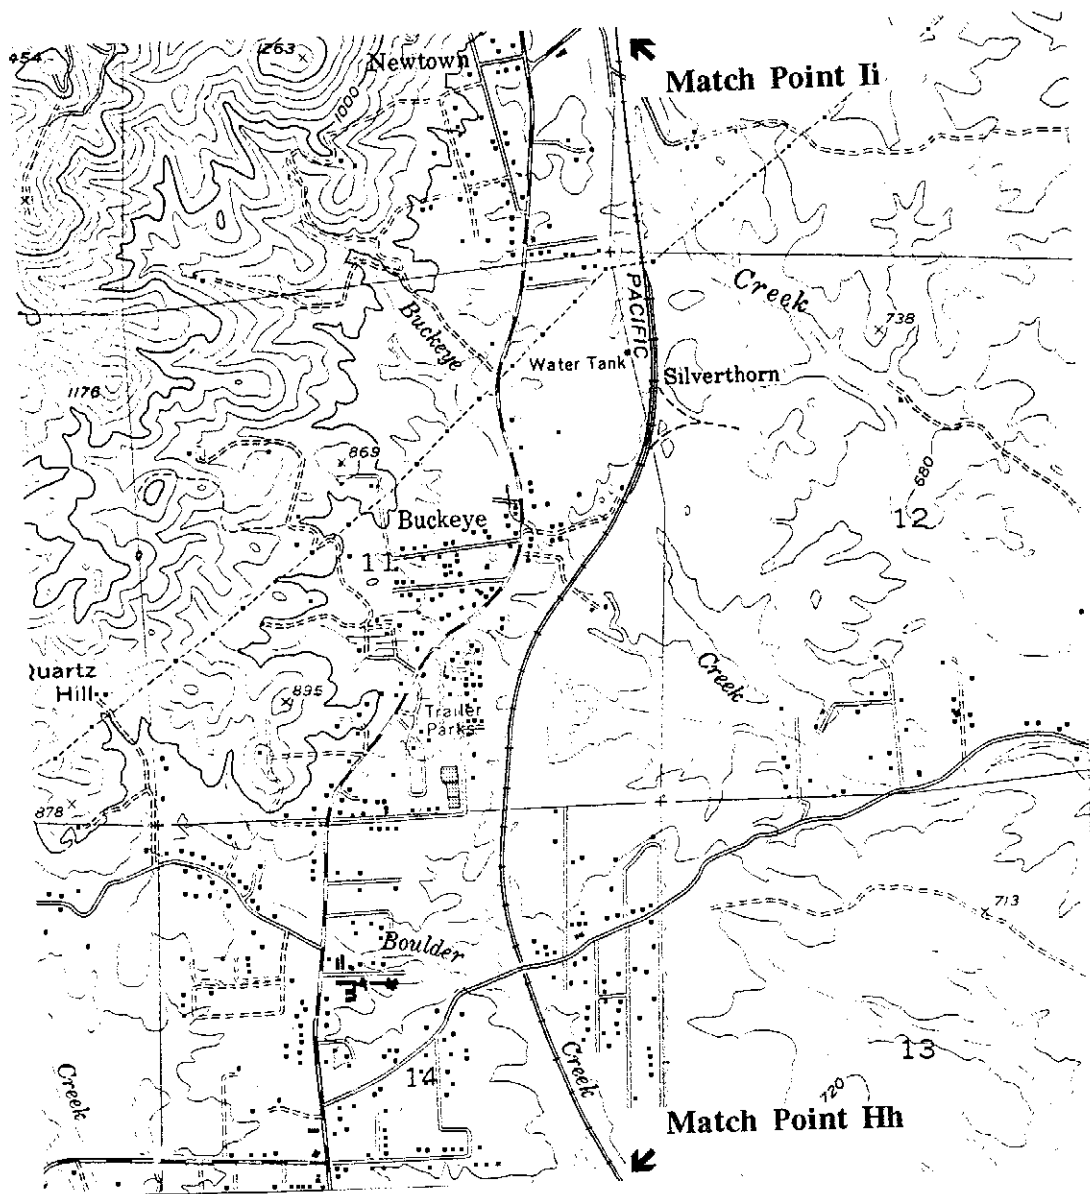 454
1263
Newtown
Match Point Ii
1000
Creek
738
Buckeye
PACIFIC
Water Tank
Silverthorn
1176
869
680
Buckeye
12
11
Creek
Quartz
Hill
895
Trailer
Parks
878
713
Boulder
Creek
13
14
Creek
720
Match Point Hh